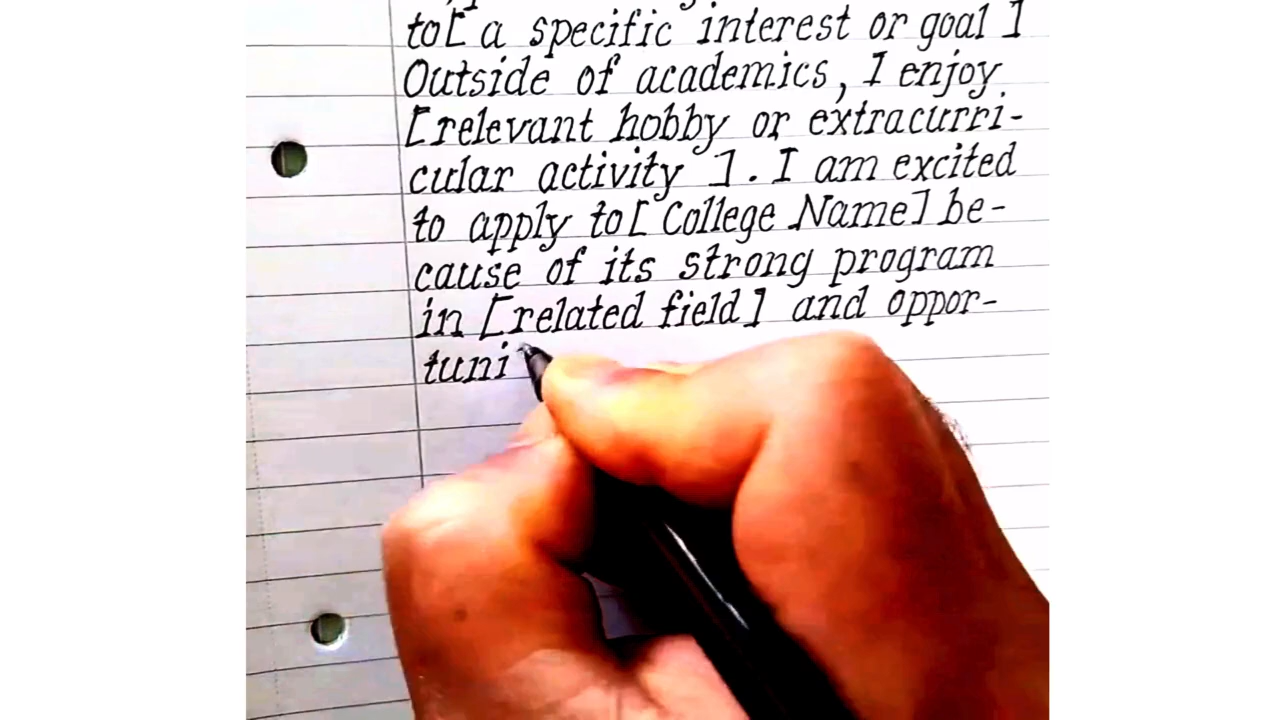 to[ a specific interest or goal ]
Outside of academics, I enjoy
[relevant hobby or extracurri-
cular activity ]. I am excited
to apply to[ College Name] be-
cause of its strong program
in [related field] and oppor-
tuni